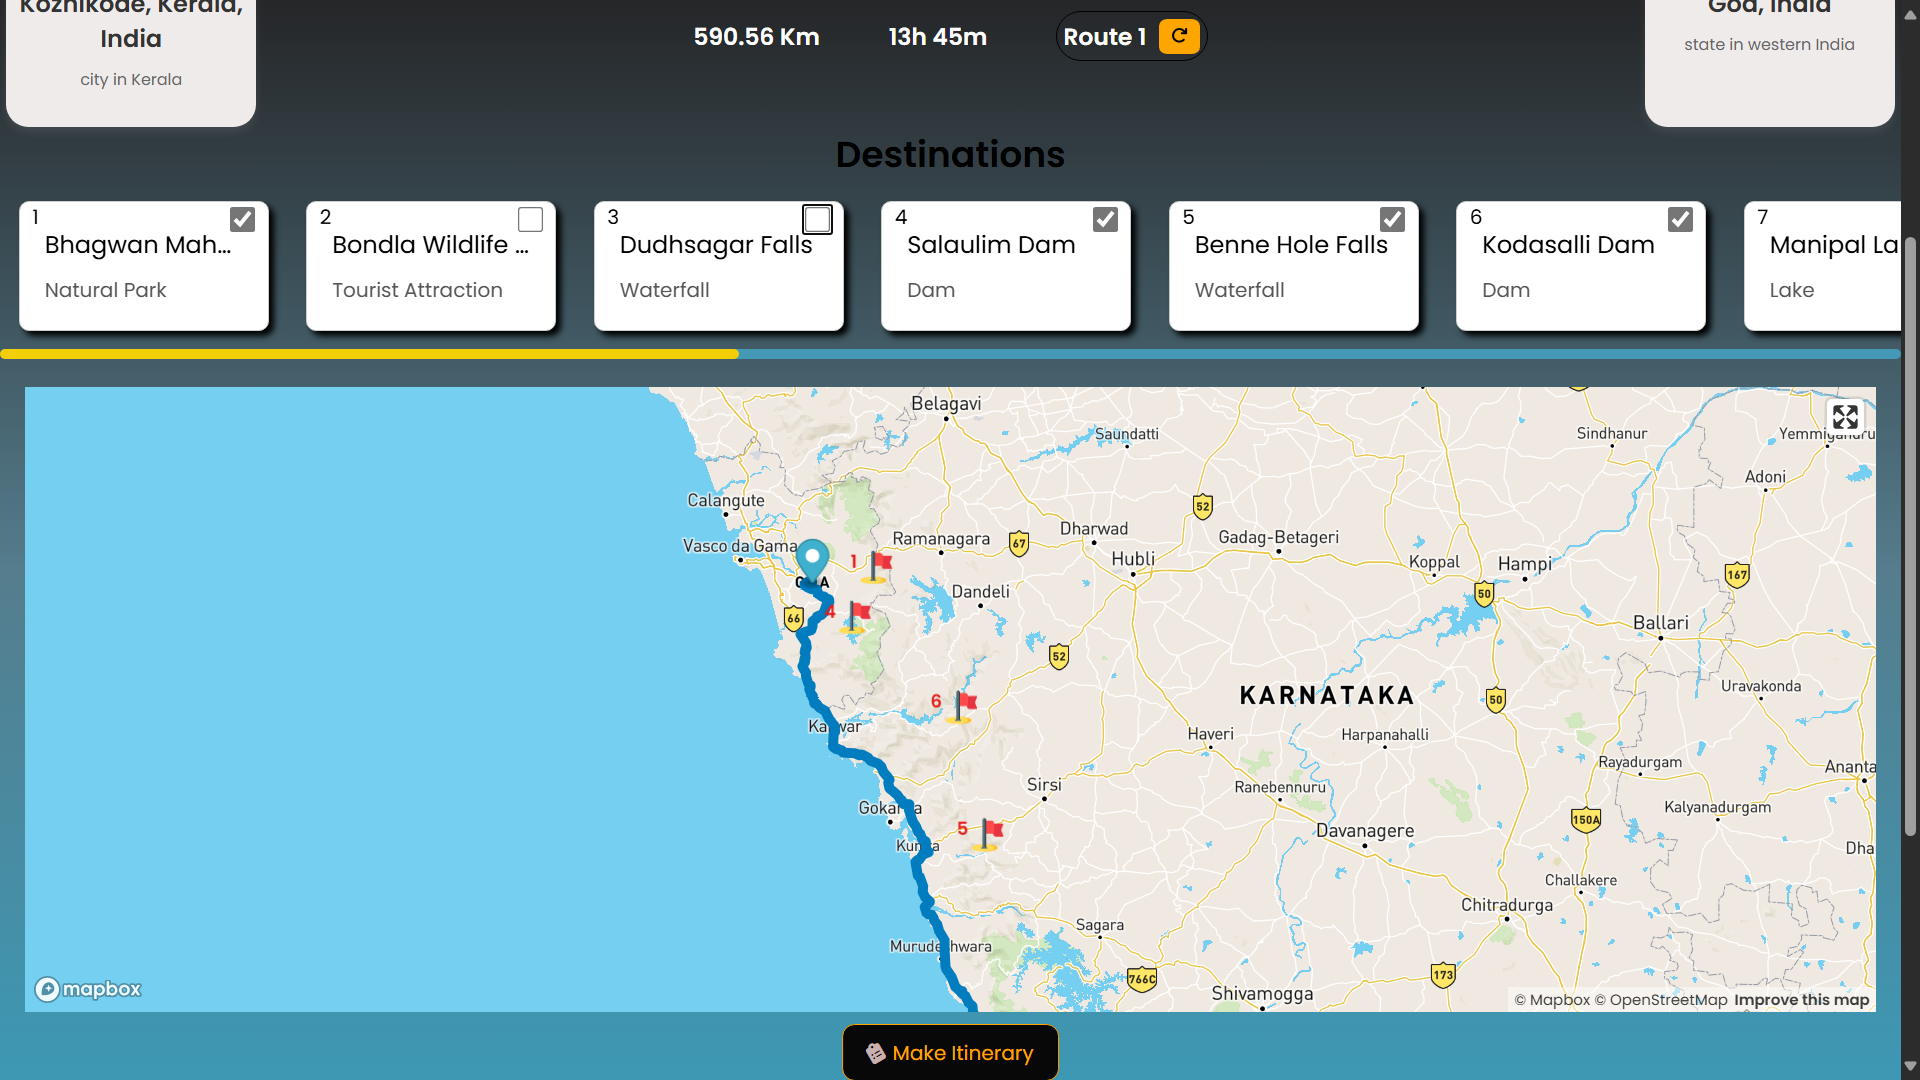 Kozhikode, Kerala,
India
city in Kerala
590.56 Km
13h 45m
Route 1
Goa, India
state in western India
Destinations
1
Bhagwan Mah...
Natural Park
2
Bondla Wildlife ...
Tourist Attraction
3
Dudhsagar Falls
Waterfall
4
Salaulim Dam
Dam
5
Benne Hole Falls
Waterfall
6
Kodasalli Dam
Dam
7
Manipal La
Lake
Belagavi
Saundatti
Sindhanur
Adoni
Calangute
52
Vasco da Gama
Ramanagara
67
Dharwad
Hubli
Gadag-Betageri
Koppal
Hampi
167
1
Dandeli
50
4
66
Ballari
52
KARNATAKA
50
Uravakonda
6
Karwar
Haveri
Harpanahalli
Rayadurgam
Ananta
Sirsi
Ranebennuru
Kalyanadurgam
5
Davanagere
150A
Dha
Challakere
Chitradurga
Sagara
Murudeshwara
766C
173
Shivamogga
mapbox
© Mapbox © OpenStreetMap Improve this map
Make Itinerary